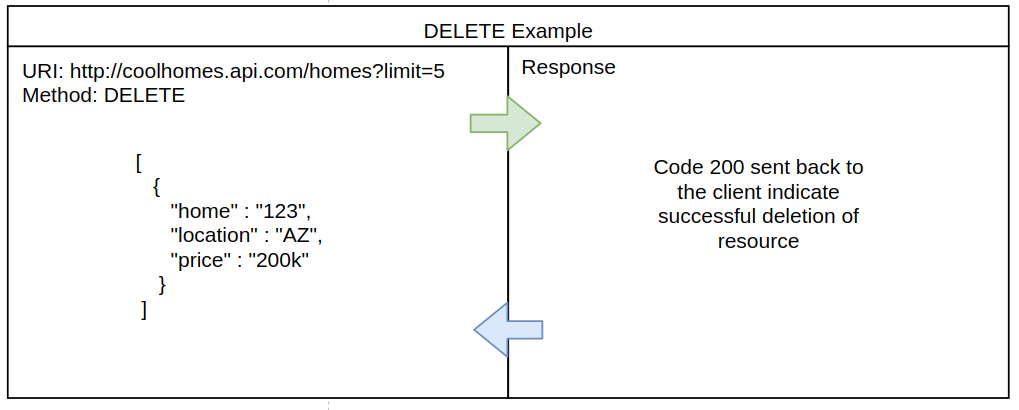 DELETE Example
URI: http://coolhomes.api.com/homes?limit=5
Method: DELETE
[
{
"home" : "123",
"location" : "AZ",
"price" : "200k"
}
]
Response
Code 200 sent back to
the client indicate
successful deletion of
resource